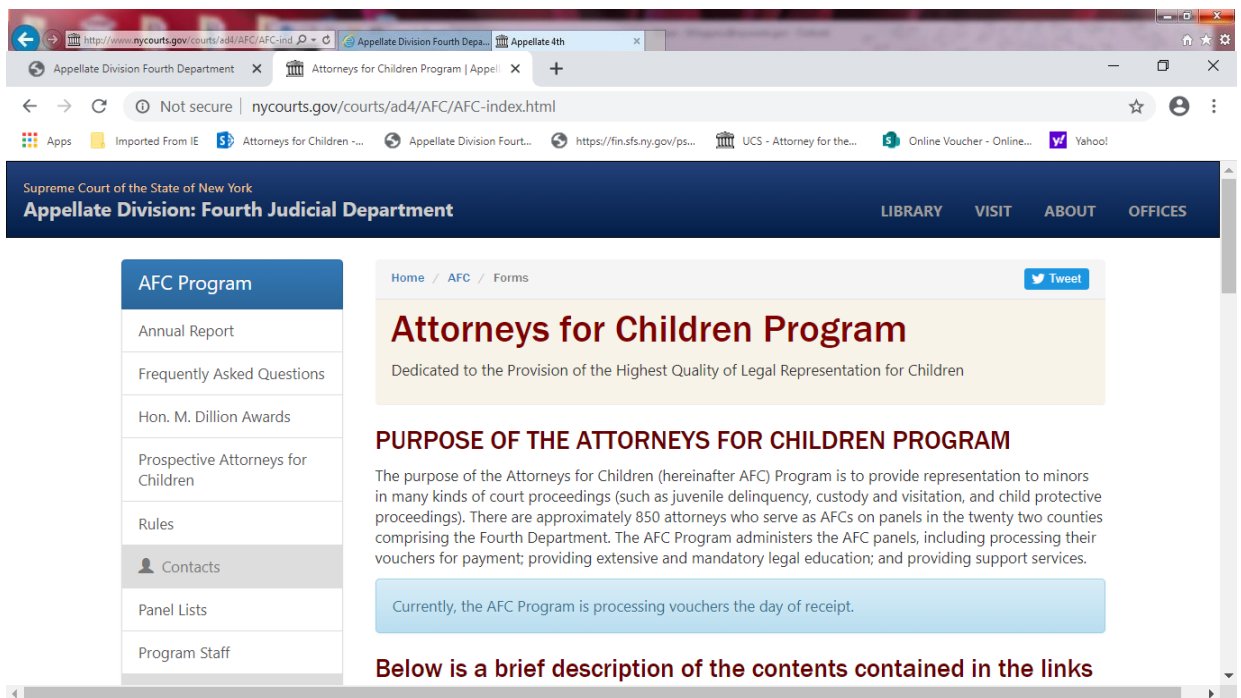 http://www.nycourts.gov/courts/ad4/AFC/AFC-ind
Appellate Division Fourth Depa...
Appellate 4th
Appellate Division Fourth Department
Attorneys for Children Program | Appell
Not secure | nycourts.gov/courts/ad4/AFC/AFC-index.html
Apps
Imported From IE
Attorneys for Children -...
Appellate Division Fourt...
https://fin.sfs.ny.gov/ps...
UCS - Attorney for the...
Online Voucher - Online...
Yahoo!
Supreme Court of the State of New York
Appellate Division: Fourth Judicial Department
LIBRARY VISIT ABOUT OFFICES
AFC Program
Annual Report
Frequently Asked Questions
Hon. M. Dillion Awards
Prospective Attorneys for
Children
Rules
Contacts
Panel Lists
Program Staff
Home / AFC / Forms
Tweet
Attorneys for Children Program
Dedicated to the Provision of the Highest Quality of Legal Representation for Children
PURPOSE OF THE ATTORNEYS FOR CHILDREN PROGRAM
The purpose of the Attorneys for Children (hereinafter AFC) Program is to provide representation to minors
in many kinds of court proceedings (such as juvenile delinquency, custody and visitation, and child protective
proceedings). There are approximately 850 attorneys who serve as AFCs on panels in the twenty two counties
comprising the Fourth Department. The AFC Program administers the AFC panels, including processing their
vouchers for payment; providing extensive and mandatory legal education; and providing support services.
Currently, the AFC Program is processing vouchers the day of receipt.
Below is a brief description of the contents contained in the links